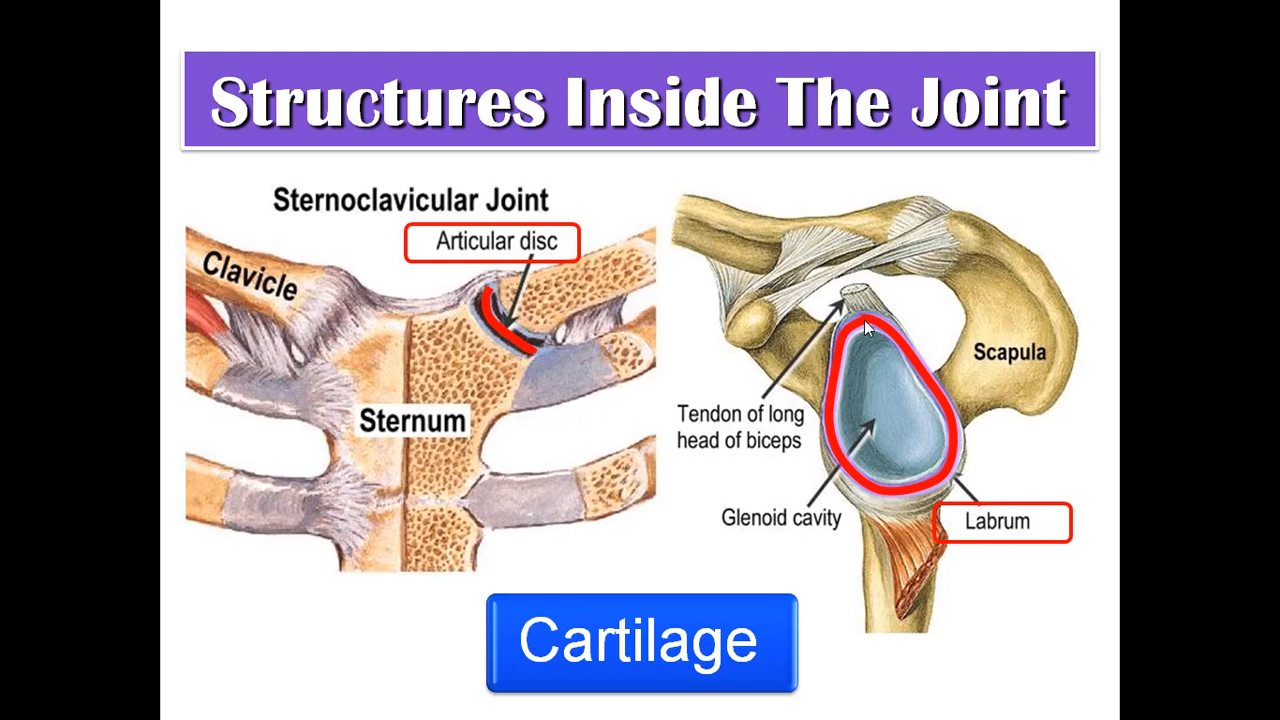 Structures Inside The Joint
Sternoclavicular Joint
Articular disc
Clavicle
Sternum
Scapula
Tendon of long
head of biceps
Glenoid cavity
Labrum
Cartilage